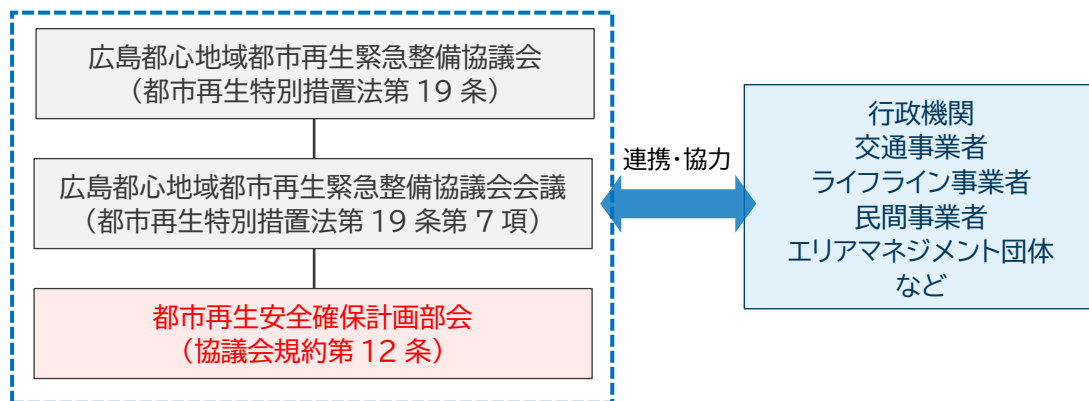 広島都心地域都市再生緊急整備協議会
（都市再生特別措置法第 19 条）
広島都心地域都市再生緊急整備協議会会議
（都市再生特別措置法第 19 条第 7 項）
都市再生安全確保計画部会
（協議会規約第 12 条）
連携・協力
行政機関
交通事業者
ライフライン事業者
民間事業者
エリアマネジメント団体
など